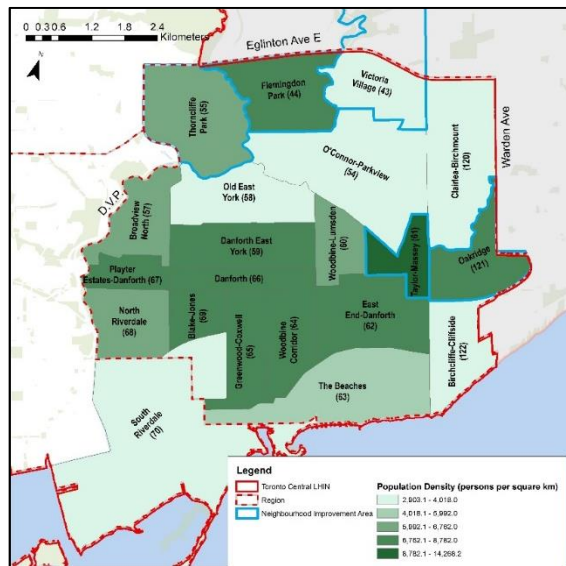 0 0.3 0.6 1.2 1.8 2.4
Kilometers
N
Eglinton Ave E
Warden Ave
D.V.P.
Thorncliffe
Park (55)
Flemingdon
Park (44)
Victoria
Village (43)
O'Connor-Parkview
(54)
Clairlea-Birchmount
(120)
Old East
York (58)
Broadview
North (57)
Danforth East
York (59)
Woodbine-Lumsden
(60)
Taylor-Massey (61)
Oakridge
(121)
Playter
Estates-Danforth (67)
Danforth (66)
North
Riverdale
(68)
Blake-Jones
(69)
Greenwood-Coxwell
(65)
Woodbine
Corridor (64)
East
End-Danforth
(62)
Birchcliffe-Cliffside
(122)
The Beaches
(63)
South
Riverdale
(70)
Legend
Toronto Central LHIN
Region
Neighbourhood Improvement Area
Population Density (persons per square km)
2,903.1 - 4,018.0
4,018.1 - 5,992.0
5,992.1 - 6,762.0
6,762.1 - 8,782.0
8,782.1 - 14,268.2